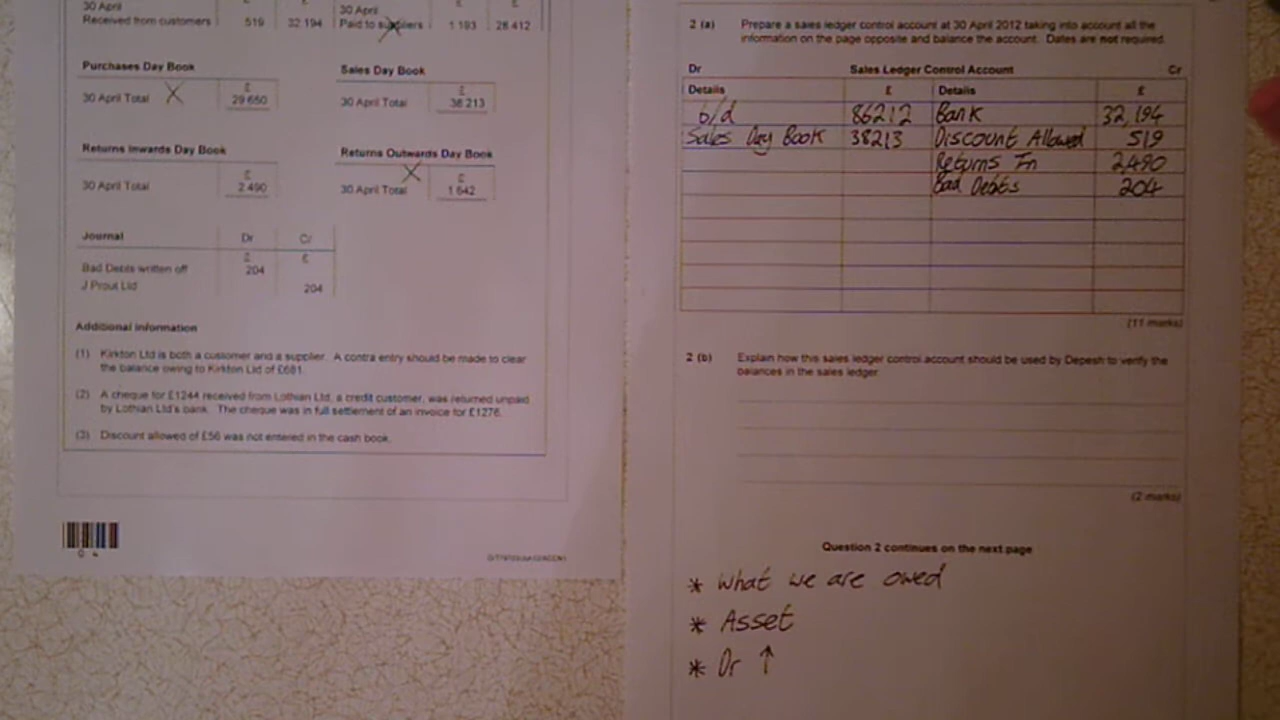 30 April
Received from customers 519 32 194
30 April
Paid to suppliers 1 193 28 412
Purchases Day Book
£
30 April Total X 29 650
Sales Day Book
£
30 April Total 38 213
Returns Inwards Day Book
£
30 April Total 2 490
Returns Outwards Day Book
X £
30 April Total 1 642
Journal Dr Cr
£ £
Bad Debts written off 204
J Prout Ltd 204
Additional information
(1) Kirkton Ltd is both a customer and a supplier. A contra entry should be made to clear
the balance owing to Kirkton Ltd of £681.
(2) A cheque for £1244 received from Lothian Ltd, a credit customer, was returned unpaid
by Lothian Ltd's bank. The cheque was in full settlement of an invoice for £1276.
(3) Discount allowed of £56 was not entered in the cash book.
0 4
2 (a) Prepare a sales ledger control account at 30 April 2012 taking into account all the
information on the page opposite and balance the account. Dates are not required.
Dr Sales Ledger Control Account Cr
Details £ Details £
b/d 86212 Bank 32,194
Sales Day Book 38213 Discount Allowed 519
Returns In 2490
Bad Debts 204
(11 marks)
2 (b) Explain how this sales ledger control account should be used by Depesh to verify the
balances in the sales ledger.
(2 marks)
Question 2 continues on the next page
* What we are owed
* Asset
* Dr ↑